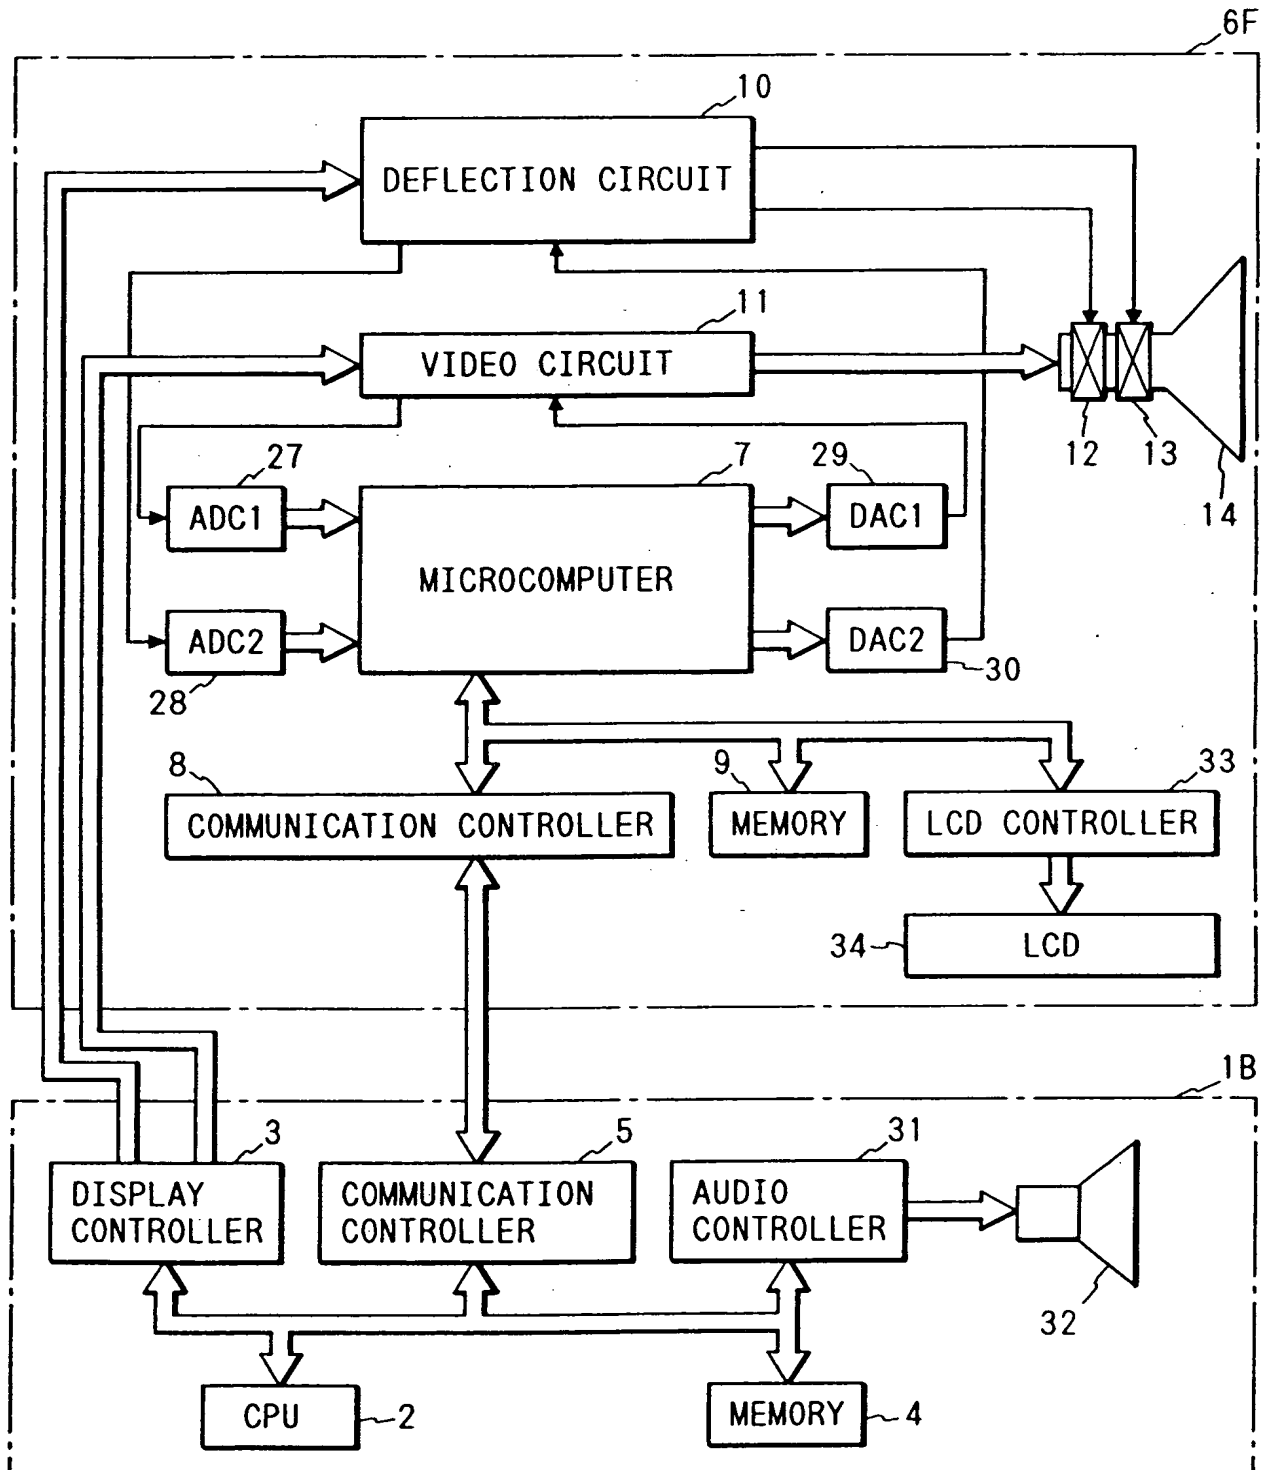 6F
10
DEFLECTION CIRCUIT
11
VIDEO CIRCUIT
12
13
14
27
7
29
ADC1
DAC1
MICROCOMPUTER
ADC2
DAC2
28
30
8
9
33
COMMUNICATION CONTROLLER
MEMORY
LCD CONTROLLER
34
LCD
1B
3
5
31
DISPLAY
CONTROLLER
COMMUNICATION
CONTROLLER
AUDIO
CONTROLLER
32
CPU
2
MEMORY
4